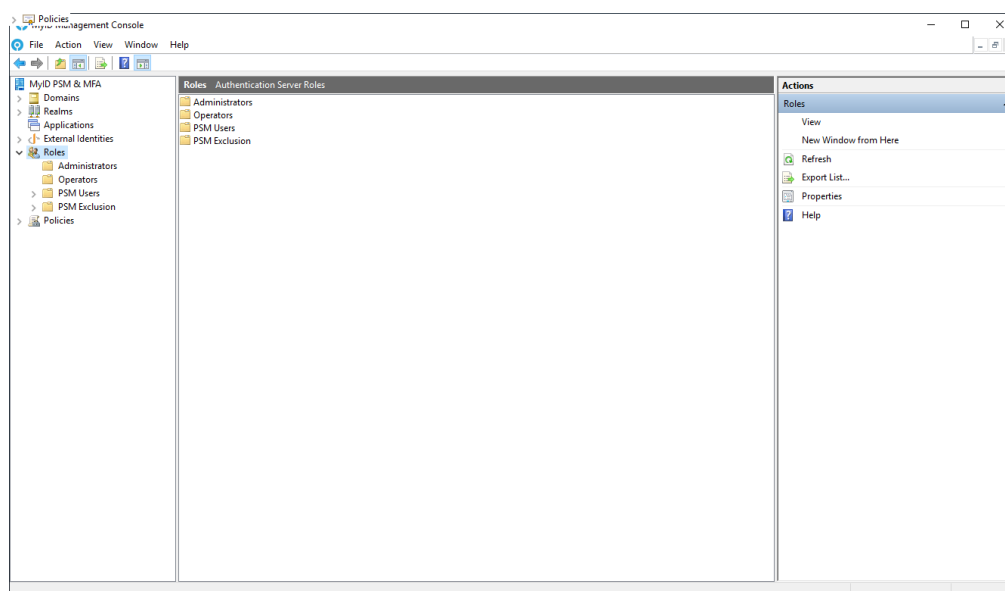 Policies
MyID Management Console
File Action View Window Help
MyID PSM & MFA
Domains
Realms
Applications
External Identities
Roles
Administrators
Operators
PSM Users
PSM Exclusion
Policies
Roles Authentication Server Roles
Administrators
Operators
PSM Users
PSM Exclusion
Actions
Roles
View
New Window from Here
Refresh
Export List...
Properties
Help